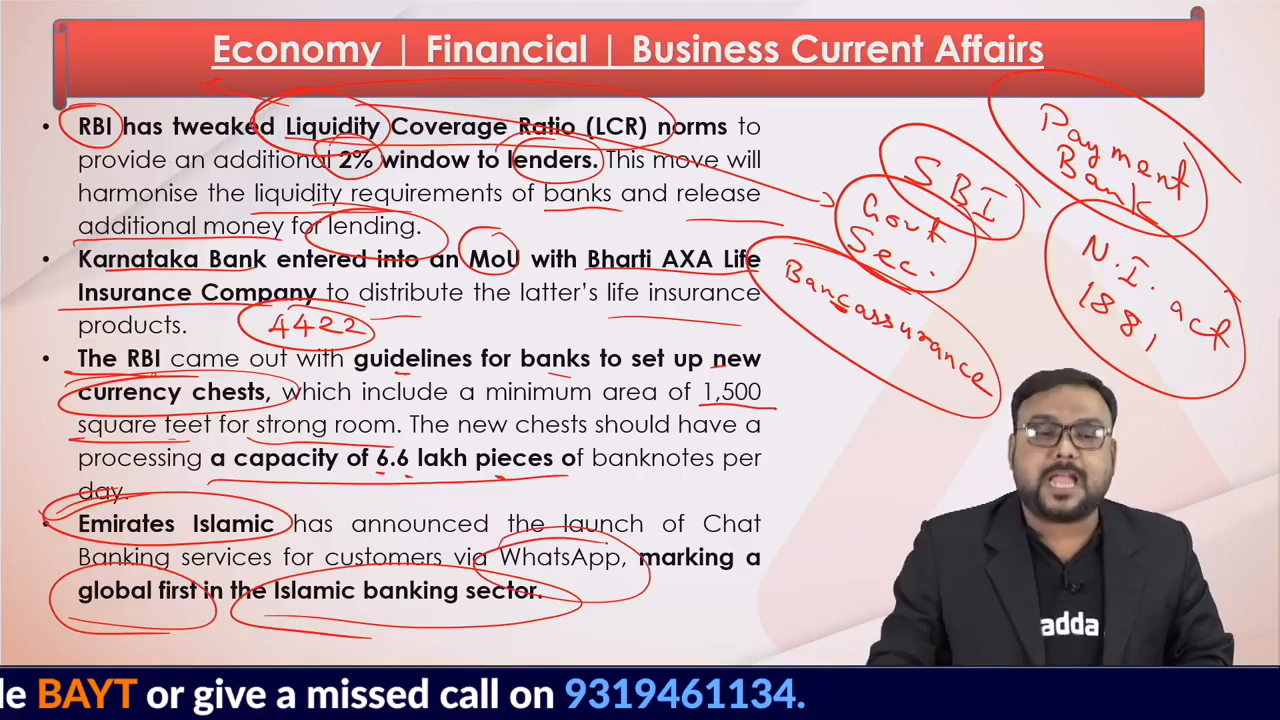 Economy | Financial | Business Current Affairs
• RBI has tweaked Liquidity Coverage Ratio (LCR) norms to
provide an additional 2% window to lenders. This move will
harmonise the liquidity requirements of banks and release
additional money for lending.
• Karnataka Bank entered into an MoU with Bharti AXA Life
Insurance Company to distribute the latter's life insurance
products.
4422
• The RBI came out with guidelines for banks to set up new
currency chests, which include a minimum area of 1,500
square feet for strong room. The new chests should have a
processing a capacity of 6.6 lakh pieces of banknotes per
day.
• Emirates Islamic has announced the launch of Chat
Banking services for customers via WhatsApp, marking a
global first in the Islamic banking sector.
SBI
Govt
Sec.
Bancassurance
Payment
Bank
N.I. act
1881
adda
le BAYT or give a missed call on 9319461134.